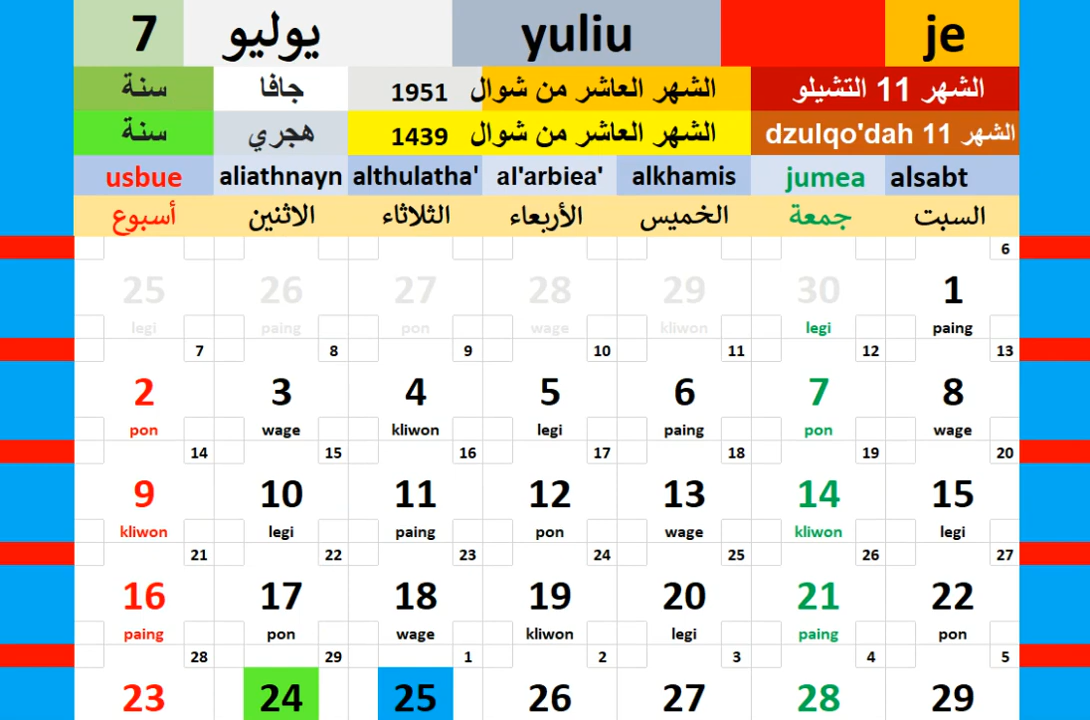 7 يوليو yuliu je
سنة جافا 1951 الشهر العاشر من شوال الشهر 11 التشيلو
سنة هجري 1439 الشهر العاشر من شوال الشهر 11 dzulqo'dah
usbue aliathnayn althulatha' al'arbiea' alkhamis jumea alsabt
أسبوع الاثنين الثلاثاء الأربعاء الخميس جمعة السبت
6
25 26 27 28 29 30 1
legi paing pon wage kliwon legi paing
7 8 9 10 11 12 13
2 3 4 5 6 7 8
pon wage kliwon legi paing pon wage
14 15 16 17 18 19 20
9 10 11 12 13 14 15
kliwon legi paing pon wage kliwon legi
21 22 23 24 25 26 27
16 17 18 19 20 21 22
paing pon wage kliwon legi paing pon
28 29 1 2 3 4 5
23 24 25 26 27 28 29